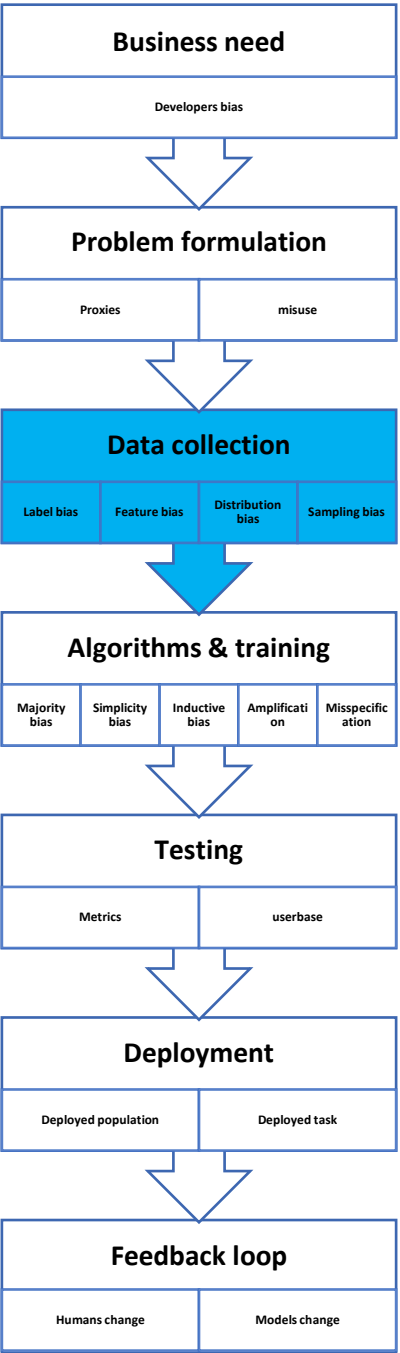 Business need
Developers bias
Problem formulation
Proxies
misuse
Data collection
Label bias
Feature bias
Distribution
bias
Sampling bias
Algorithms & training
Majority
bias
Simplicity
bias
Inductive
bias
Amplificati
on
Misspecific
ation
Testing
Metrics
userbase
Deployment
Deployed population
Deployed task
Feedback loop
Humans change
Models change